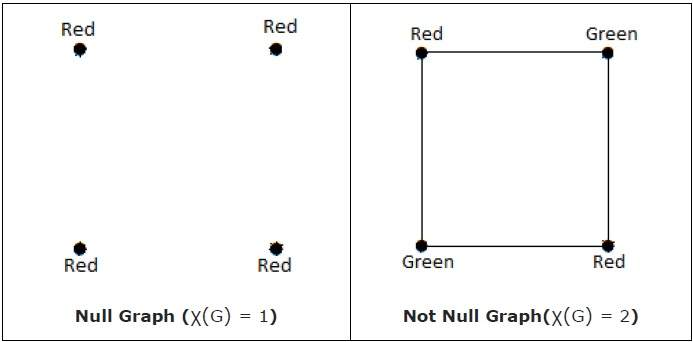 Red Red
Red Red
Null Graph (χ(G) = 1)
Red Green
Green Red
Not Null Graph(χ(G) = 2)